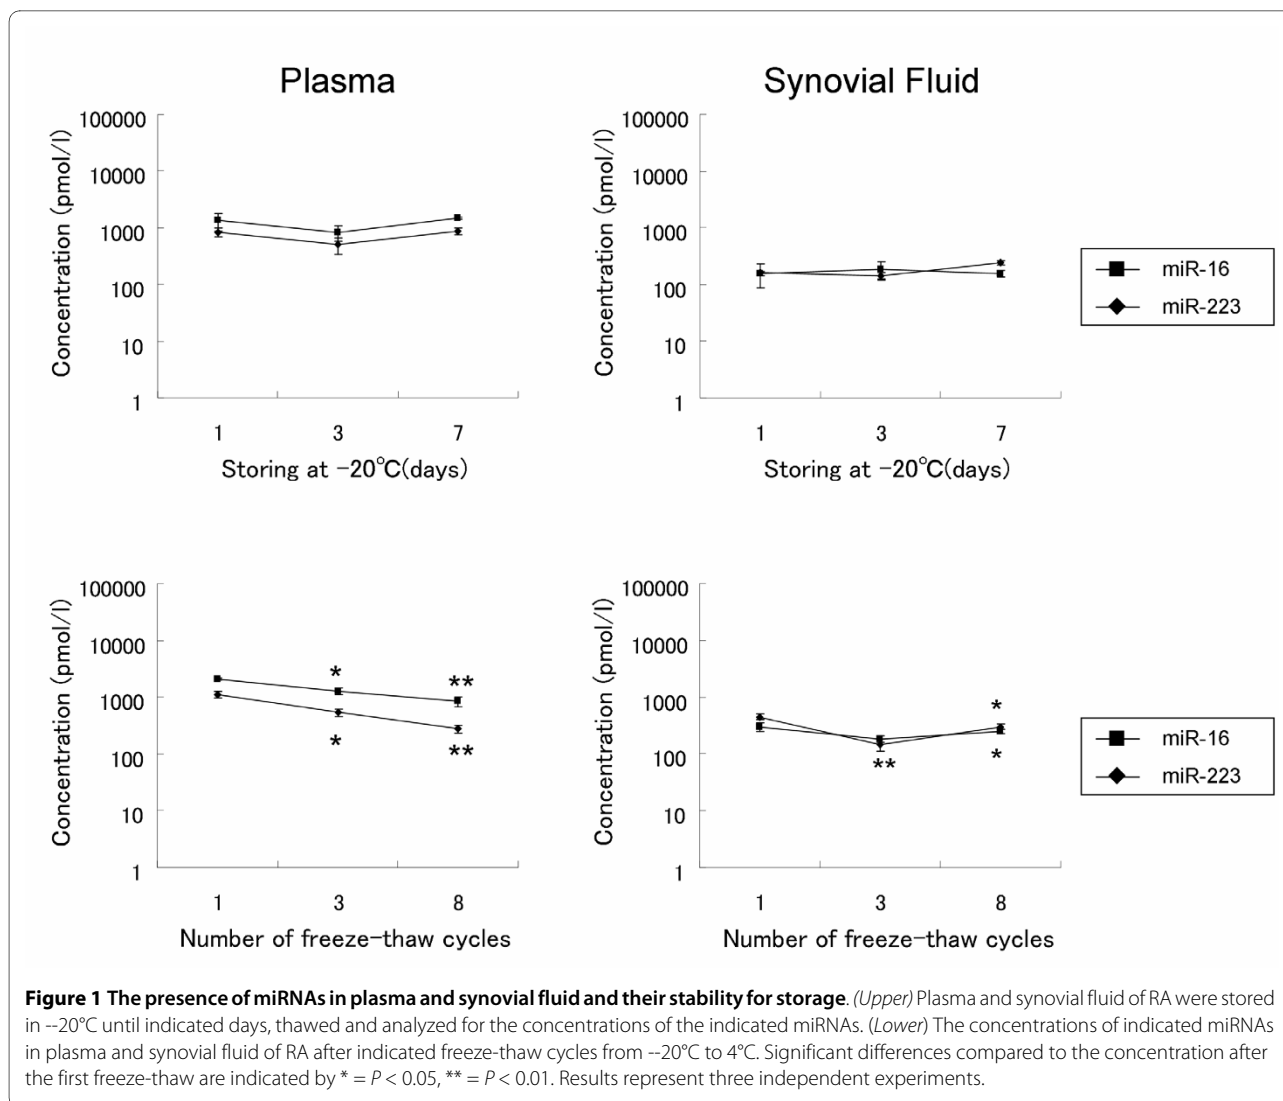 Plasma
Synovial Fluid
Concentration (pmol/l)
100000
10000
1000
100
10
1
1
3
7
Storing at -20℃(days)
Concentration (pmol/l)
100000
10000
1000
100
10
1
1
3
7
Storing at -20℃(days)
miR-16
miR-223
Concentration (pmol/l)
100000
10000
1000
100
10
1
*
**
*
**
1
3
8
Number of freeze-thaw cycles
Concentration (pmol/l)
100000
10000
1000
100
10
1
*
**
*
1
3
8
Number of freeze-thaw cycles
miR-16
miR-223
Figure 1 The presence of miRNAs in plasma and synovial fluid and their stability for storage. (Upper) Plasma and synovial fluid of RA were stored
in --20°C until indicated days, thawed and analyzed for the concentrations of the indicated miRNAs. (Lower) The concentrations of indicated miRNAs
in plasma and synovial fluid of RA after indicated freeze-thaw cycles from --20°C to 4°C. Significant differences compared to the concentration after
the first freeze-thaw are indicated by * = P < 0.05, ** = P < 0.01. Results represent three independent experiments.